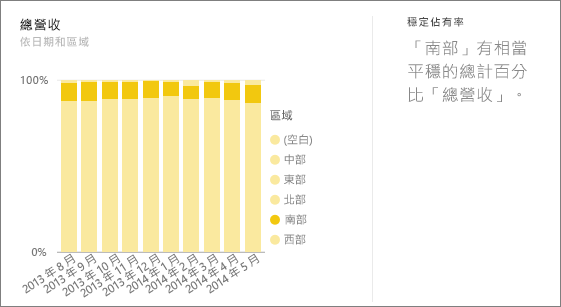 總營收
依日期和區域
100%
0%
2013 年 8 月
2013 年 9 月
2013 年 10 月
2013 年 11 月
2013 年 12 月
2014 年 1 月
2014 年 2 月
2014 年 3 月
2014 年 4 月
2014 年 5 月
區域
(空白)
中部
東部
北部
南部
西部
穩定佔有率
「南部」有相當
平穩的總計百分
比「總營收」。